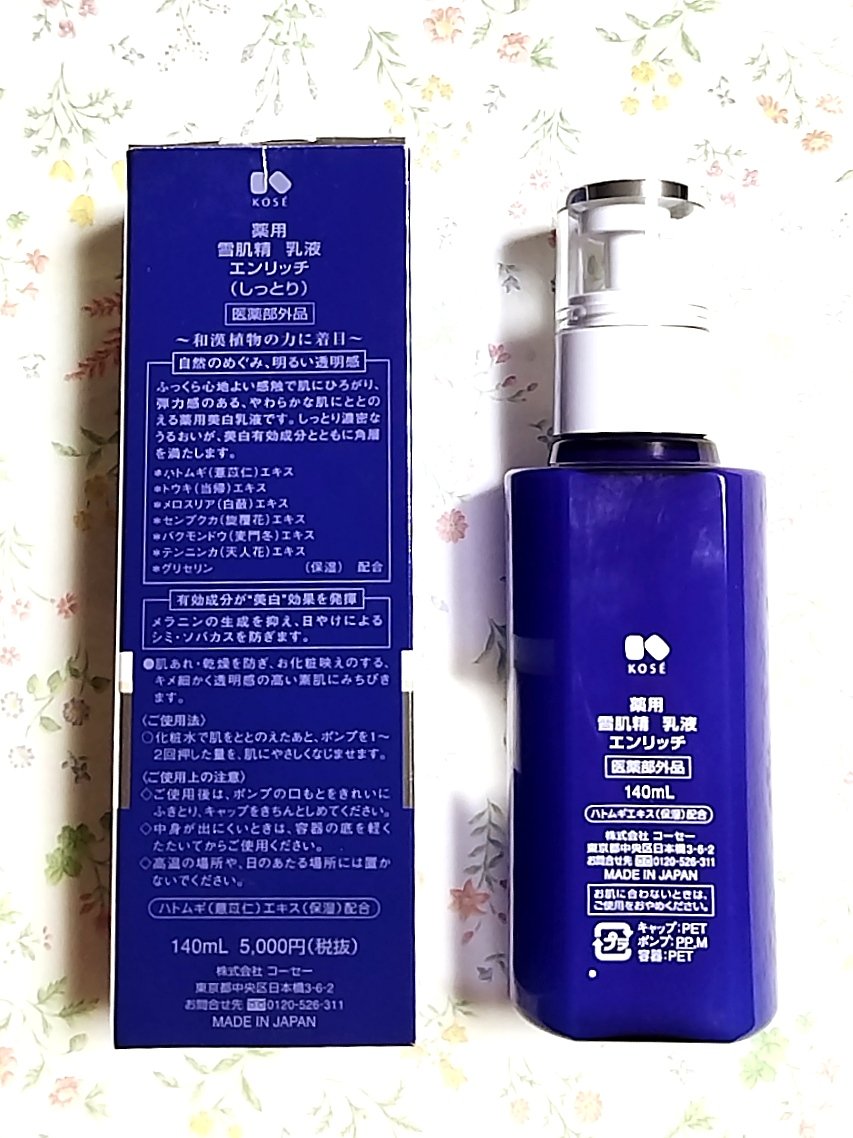 KOSÉ
薬用
雪肌精 乳液
エンリッチ
(しっとり)
医薬部外品
～和漢植物の力に着目～
自然のめぐみ、明るい透明感
ふっくら心地よい感触で肌にひろがり、
弾力感のある、やわらかな肌にととの
える薬用美白乳液です。しっとり濃密な
うるおいが、美白有効成分とともに角層
を満たします。
*ハトムギ(薏苡仁)エキス
*トウキ(当帰)エキス
*メロスリア(白蘞)エキス
*センプクカ(旋覆花)エキス
*バクモンドウ(麦門冬)エキス
*テンニンカ(天人花)エキス
*グリセリン (保湿) 配合
有効成分が“美白”効果を発揮
メラニンの生成を抑え、日やけによる
シミ・ソバカスを防ぎます。
●肌あれ・乾燥を防ぎ、お化粧映えのする、
キメ細かく透明感の高い素肌にみちびき
ます。
〈ご使用法〉
○化粧水で肌をととのえたあと、ポンプを1～
2回押した量を、肌にやさしくなじませます。
〈ご使用上の注意〉
◇ご使用後は、ポンプの口もとをきれいに
ふきとり、キャップをきちんとしめてください。
◇中身が出にくいときは、容器の底を軽く
たたいてからご使用ください。
◇高温の場所や、日のあたる場所には置か
ないでください。
ハトムギ(薏苡仁)エキス(保湿)配合
140mL 5,000円(税抜)
株式会社 コーセー
東京都中央区日本橋3-6-2
お問合せ先 0120-526-311
MADE IN JAPAN
KOSÉ
薬用
雪肌精 乳液
エンリッチ
医薬部外品
140mL
ハトムギエキス(保湿)配合
株式会社 コーセー
東京都中央区日本橋3-6-2
お問合せ先 0120-526-311
MADE IN JAPAN
お肌に合わないときは、
ご使用をおやめください。
プラ
キャップ:PET
ポンプ:PP,M
容器:PET